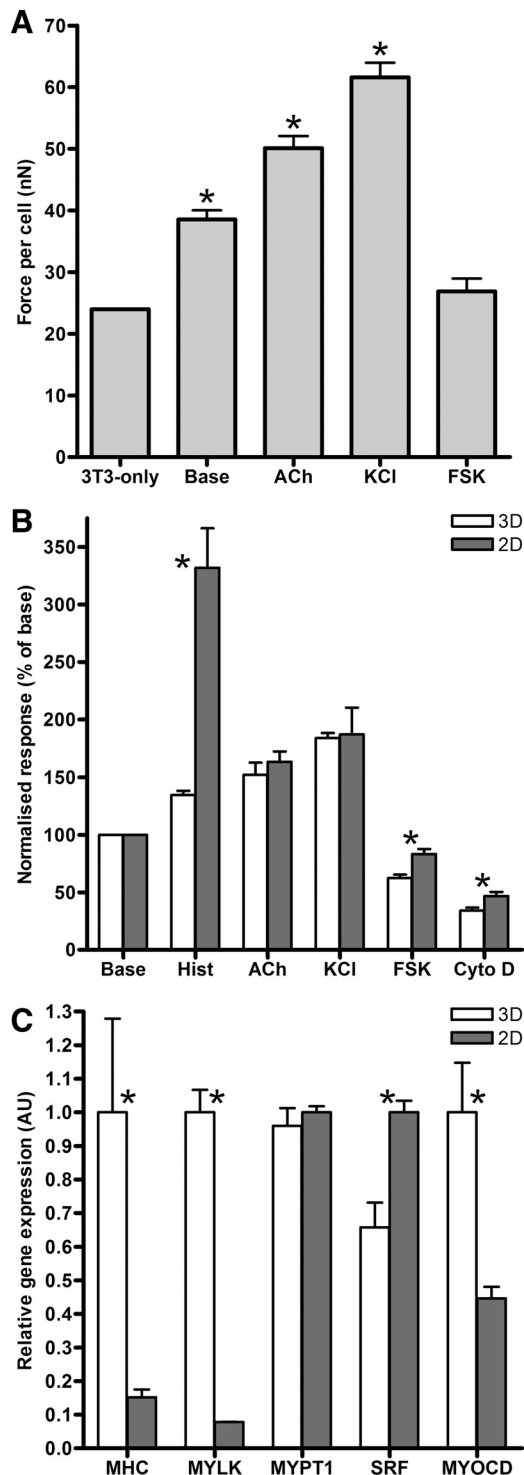 A
Force per cell (nN)
70
60
50
40
30
20
10
0
*
*
*
3T3-only Base ACh KCl FSK
B
3D
2D
Normalised response (% of base)
350
300
250
200
150
100
50
0
*
*
*
Base Hist ACh KCl FSK Cyto D
C
3D
2D
Relative gene expression (AU)
1.3
1.2
1.1
1.0
0.9
0.8
0.7
0.6
0.5
0.4
0.3
0.2
0.1
0.0
* * * *
MHC MYLK MYPT1 SRF MYOCD